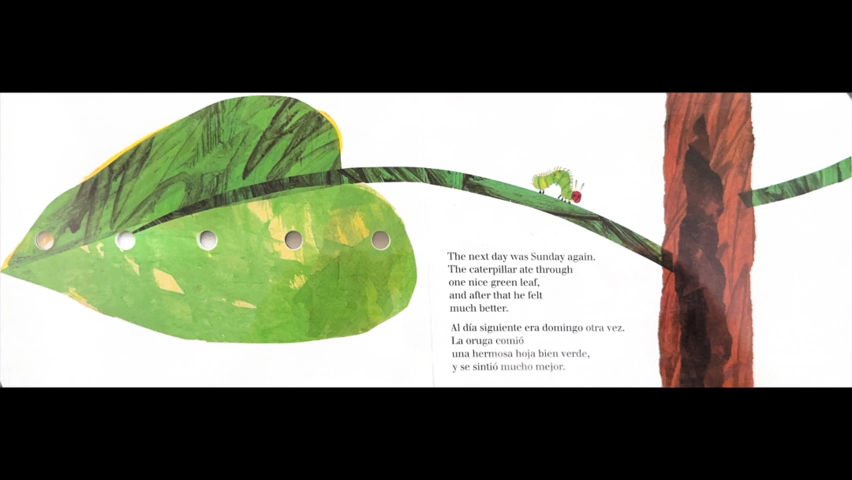 The next day was Sunday again.
The caterpillar ate through
one nice green leaf,
and after that he felt
much better.
Al día siguiente era domingo otra vez.
La oruga comió
una hermosa hoja bien verde,
y se sintió mucho mejor.